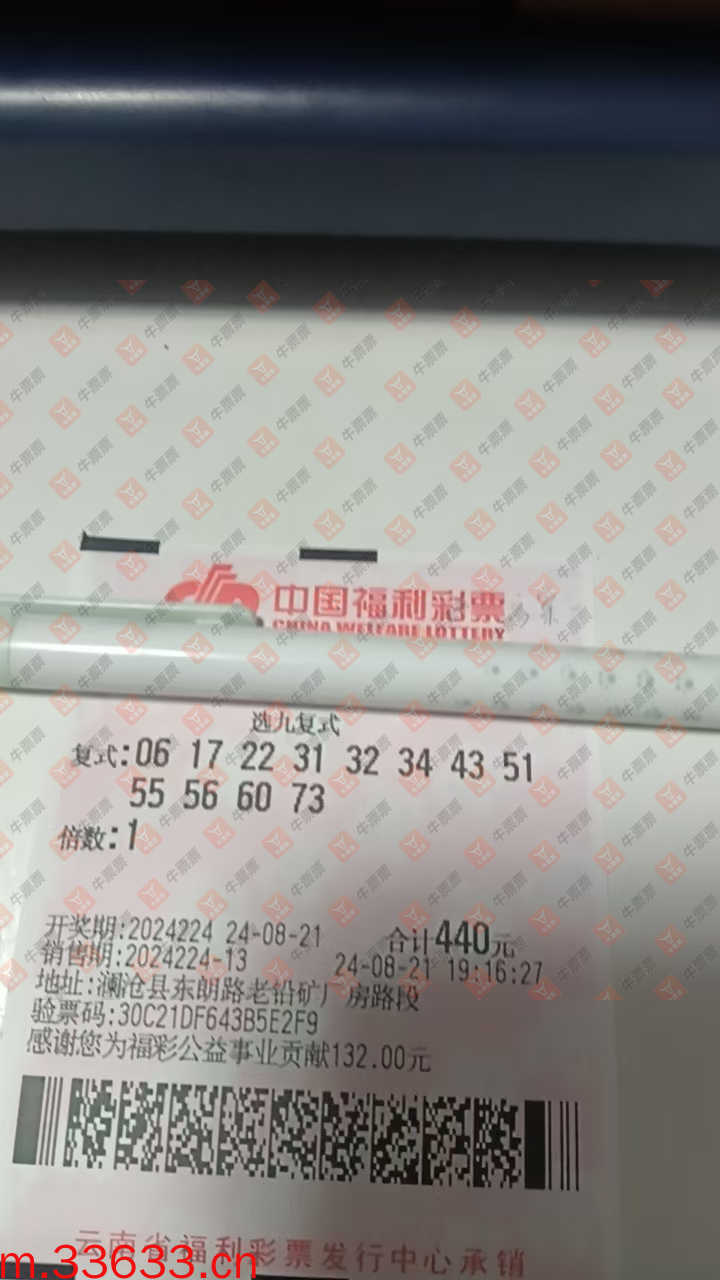 中国福利彩票
CHINA WELFARE LOTTERY
选九复式
复式:06 17 22 31 32 34 43 51
55 56 60 73
倍数:1
开奖期:2024224 24-08-21 合计440元
销售期:2024224-13 24-08-21 19:16:27
地址:澜沧县东朗路老铅矿厂房路段
验票码:30C21DF643B5E2F9
感谢您为福彩公益事业贡献132.00元
云南省福利彩票发行中心承销
m.33633.cn
牛票票